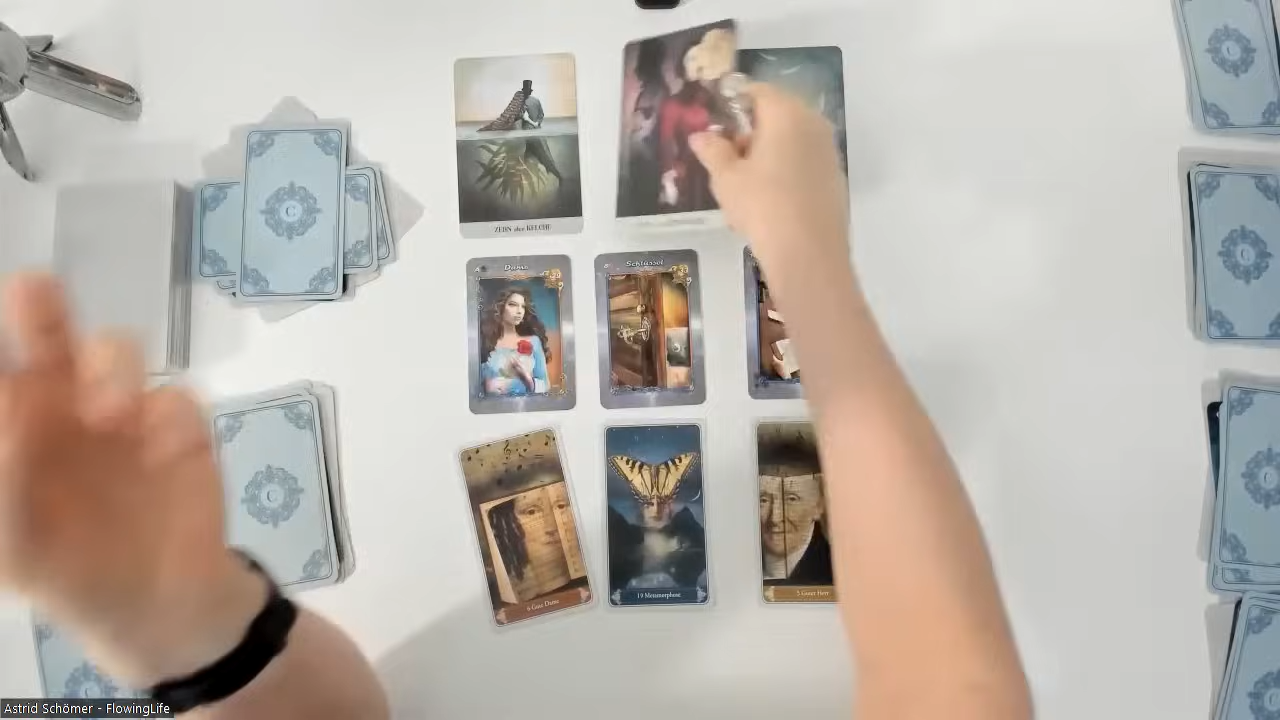 ZEHN der KELCHE
Dame
Schlüssel
6 Gute Dame
19 Metamorphose
5 Guter Herr
C
C
C
C
C
C
Astrid Schömer - FlowingLife